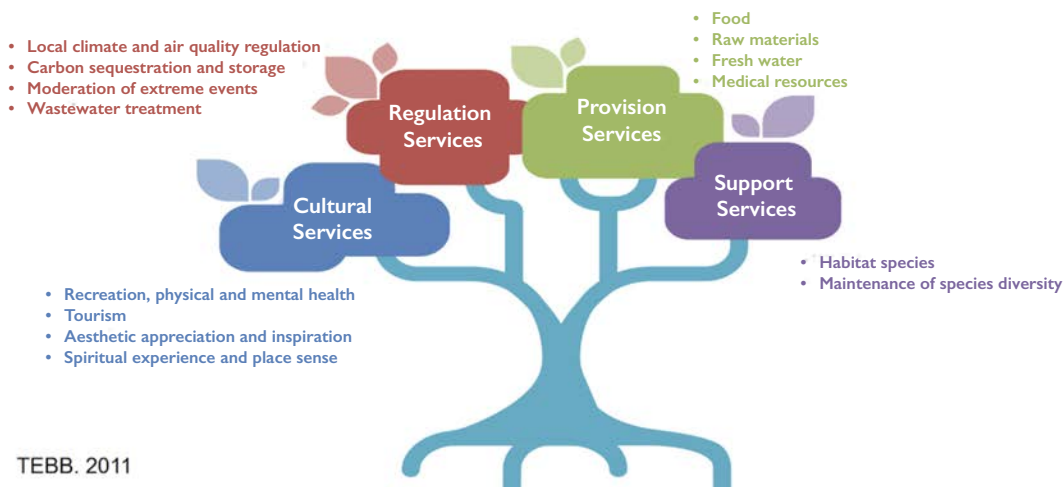 • Local climate and air quality regulation
• Carbon sequestration and storage
• Moderation of extreme events
• Wastewater treatment
Regulation
Services
• Food
• Raw materials
• Fresh water
• Medical resources
Provision
Services
Cultural
Services
• Recreation, physical and mental health
• Tourism
• Aesthetic appreciation and inspiration
• Spiritual experience and place sense
Support
Services
• Habitat species
• Maintenance of species diversity
TEBB. 2011